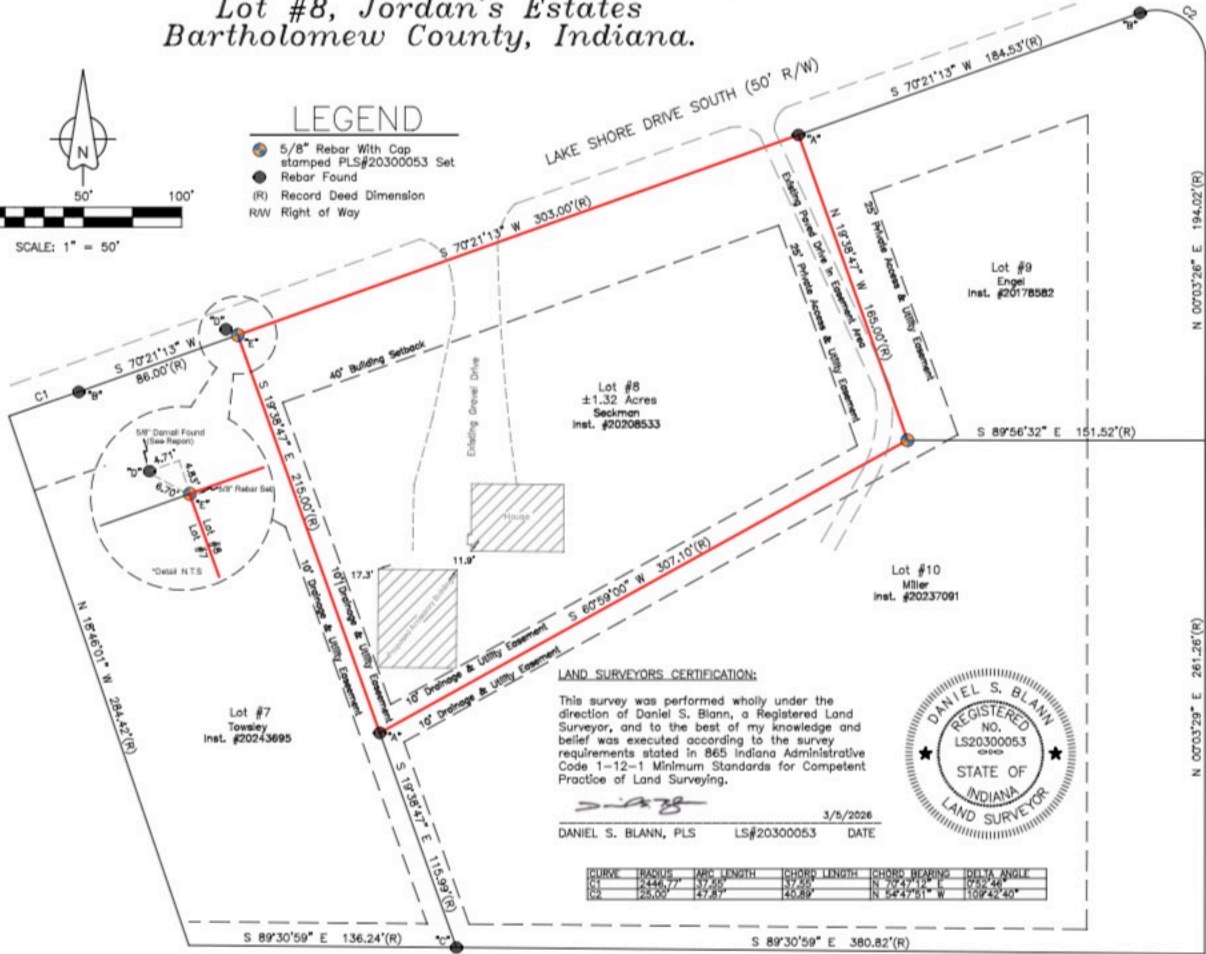 Lot #8, Jordan's Estates
Bartholomew County, Indiana.
N
50' 100'
SCALE: 1" = 50'
LEGEND
5/8" Rebar With Cap
stamped PLS#20300053 Set
Rebar Found
(R) Record Deed Dimension
R/W Right of Way
LAKE SHORE DRIVE SOUTH (50' R/W)
S 70°21'13" W 184.53'(R)
"B"
C2
"A"
S 70°21'13" W 303.00'(R)
N 00°03'26" E 194.02'(R)
Existing Paved Drive In Easement Area
N 19°38'47" W 165.00'(R)
25' Private Access & Utility Easement
25' Private Access & Utility Easement
Lot #9
Engel
Inst. #20178582
"D"
"E"
S 70°21'13" W
86.00'(R)
C1
"B"
40' Building Setback
Existing Gravel Drive
Lot #8
±1.32 Acres
Seckman
Inst. #20208533
S 89°56'32" E 151.52'(R)
5/8" Darnall Found
(See Report)
4.71'
"D"
4.83'
6.70'
5/8" Rebar Set
"E"
Lot #8
Lot #7
*Detail N.T.S
S 19°38'47" E 215.00'(R)
House
11.9'
17.3'
S 60°59'00" W 307.10'(R)
Lot #10
Miller
Inst. #20237091
10' Drainage & Utility Easement
10' Drainage & Utility Easement
10' Drainage & Utility Easement
10' Drainage & Utility Easement
N 18°46'01" W 284.42'(R)
Lot #7
Towsley
Inst. #20243695
"A"
S 19°38'47" E 115.99'(R)
N 00°03'29" E 261.26'(R)
LAND SURVEYORS CERTIFICATION:
This survey was performed wholly under the
direction of Daniel S. Blann, a Registered Land
Surveyor, and to the best of my knowledge and
belief was executed according to the survey
requirements stated in 865 Indiana Administrative
Code 1-12-1 Minimum Standards for Competent
Practice of Land Surveying.
3/5/2026
DANIEL S. BLANN, PLS LS#20300053 DATE
DANIEL S. BLANN
REGISTERED
NO.
LS20300053
STATE OF
INDIANA
LAND SURVEYOR
CURVE RADIUS ARC LENGTH CHORD LENGTH CHORD BEARING DELTA ANGLE
C1 2446.77' 37.55' 37.55' N 70°47'12" E 0°52'46"
C2 25.00' 47.87' 40.89' N 54°47'51" W 109°42'40"
S 89°30'59" E 136.24'(R)
"C"
S 89°30'59" E 380.82'(R)